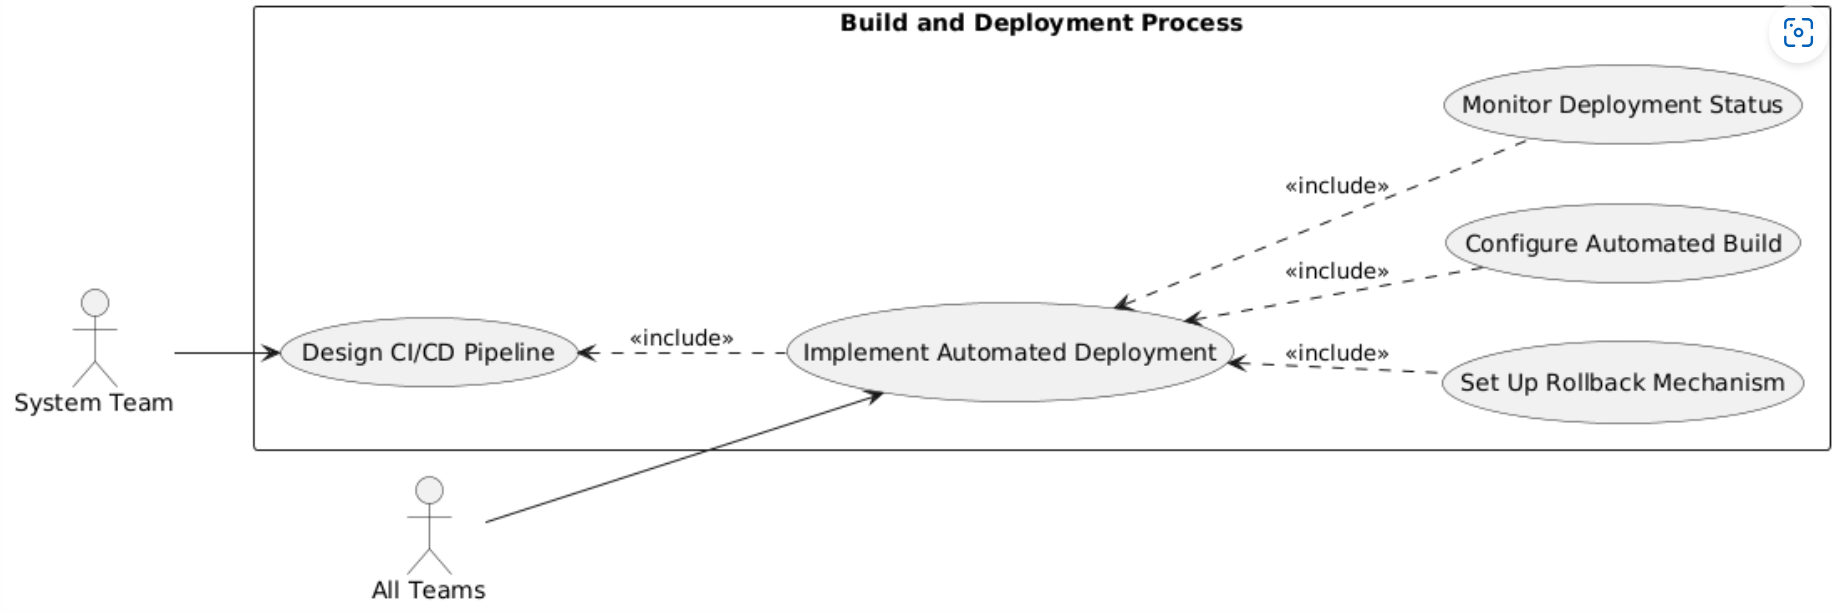 Build and Deployment Process
Monitor Deployment Status
«include»
Configure Automated Build
«include»
«include»
«include»
Design CI/CD Pipeline
Implement Automated Deployment
Set Up Rollback Mechanism
System Team
All Teams